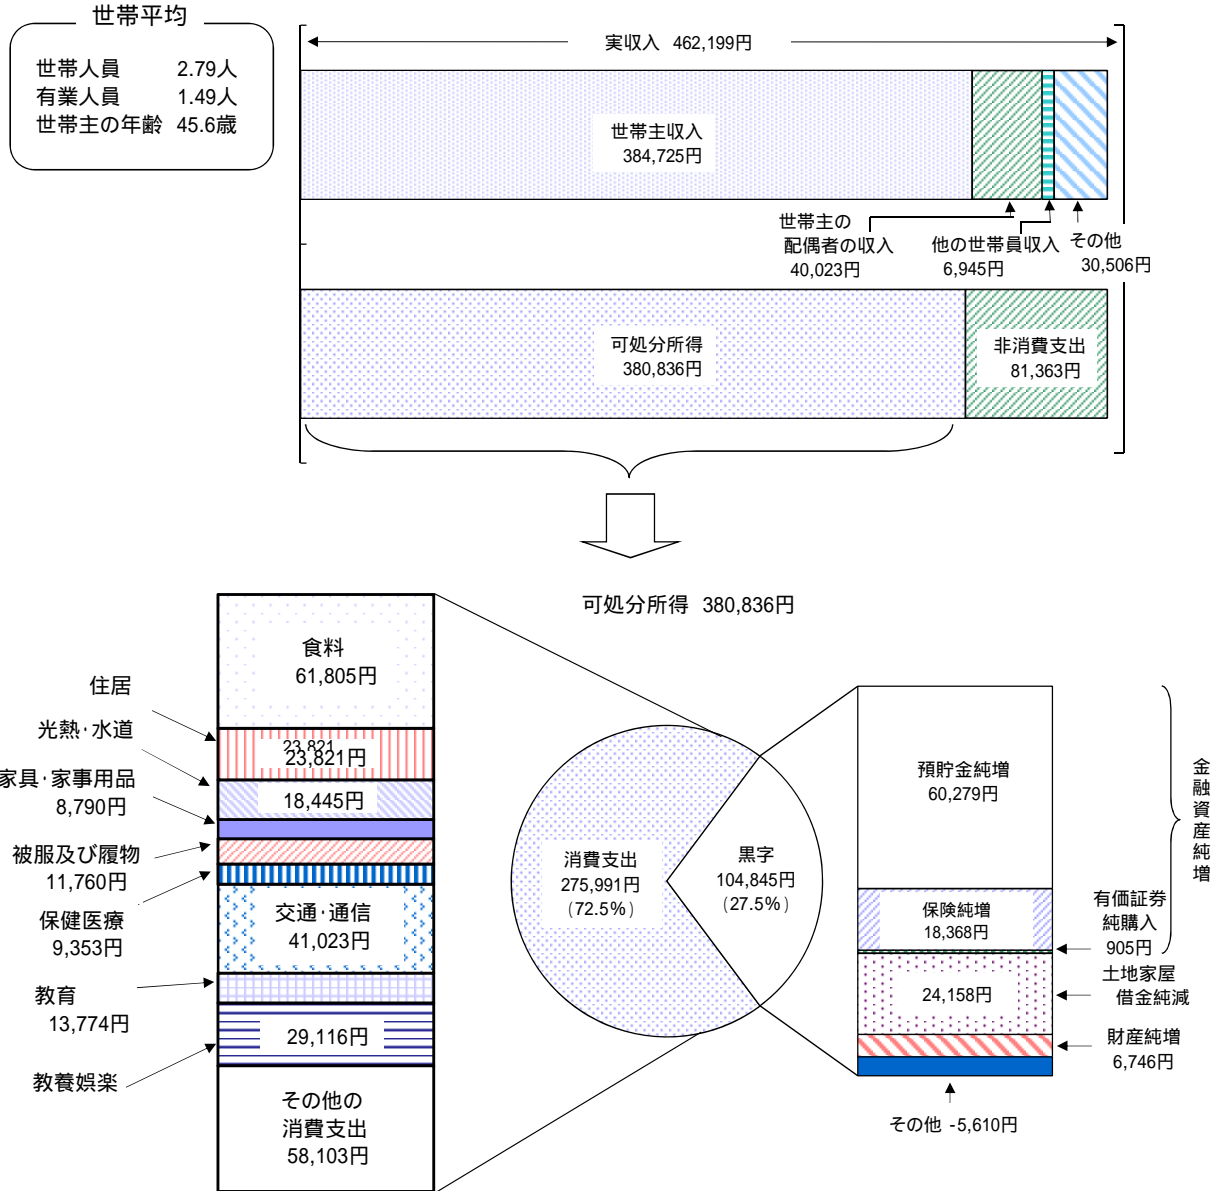 世帯平均
世帯人員 2.79人
有業人員 1.49人
世帯主の年齢 45.6歳
実収入 462,199円
世帯主収入
384,725円
世帯主の
配偶者の収入
40,023円
他の世帯員収入
6,945円
その他
30,506円
可処分所得
380,836円
非消費支出
81,363円
可処分所得 380,836円
食料
61,805円
住居
23,821
23,821円
光熱・水道
18,445円
家具・家事用品
8,790円
被服及び履物
11,760円
保健医療
9,353円
交通・通信
41,023円
教育
13,774円
29,116円
教養娯楽
その他の
消費支出
58,103円
消費支出
275,991円
(72.5%)
黒字
104,845円
(27.5%)
預貯金純増
60,279円
保険純増
18,368円
金融資産純増
有価証券
純購入
905円
24,158円
土地家屋
借金純減
財産純増
6,746円
その他 -5,610円